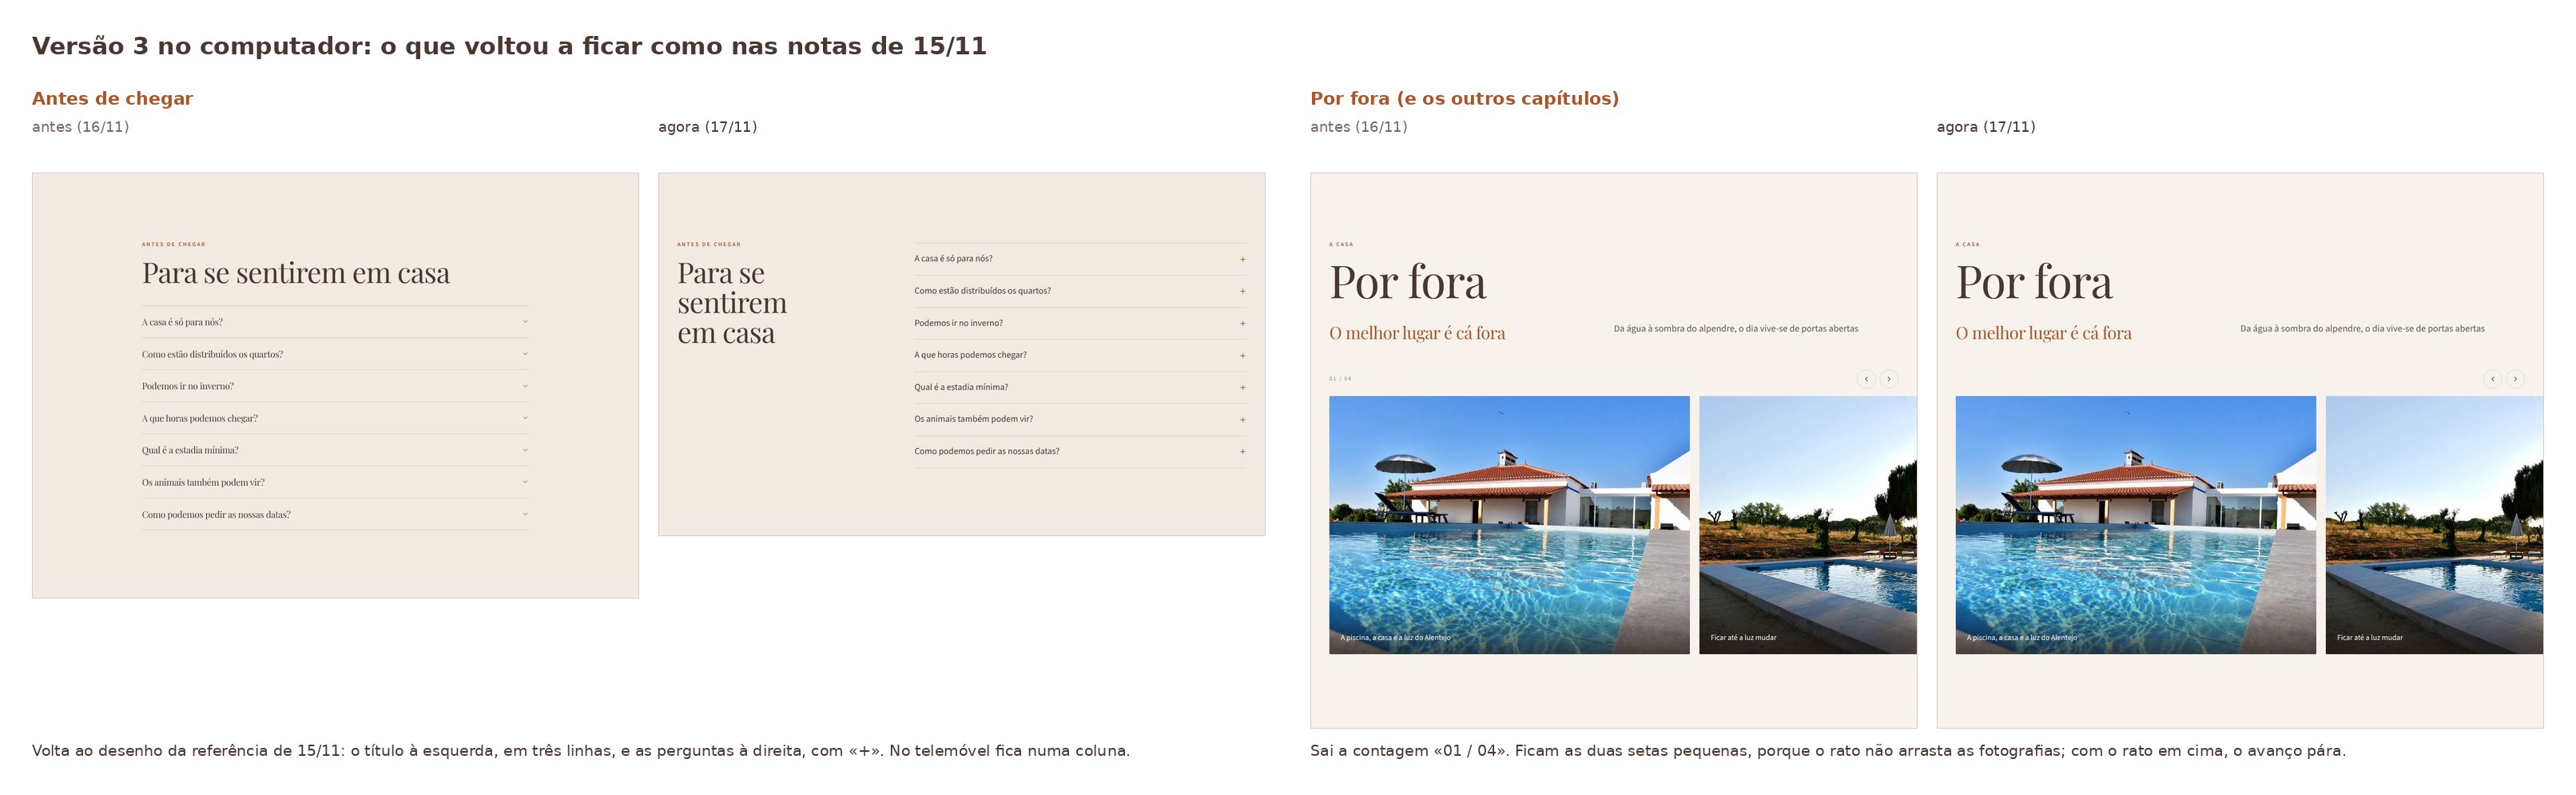 Versão 3 no computador: o que voltou a ficar como nas notas de 15/11
Antes de chegar
antes (16/11)
agora (17/11)
ANTES DE CHEGAR
Para se sentirem em casa
A casa é só para nós?
Como estão distribuídos os quartos?
Podemos ir no inverno?
A que horas podemos chegar?
Qual é a estadia mínima?
Os animais também podem vir?
Como podemos pedir as nossas datas?
ANTES DE CHEGAR
Para se
sentirem
em casa
A casa é só para nós? +
Como estão distribuídos os quartos? +
Podemos ir no inverno? +
A que horas podemos chegar? +
Qual é a estadia mínima? +
Os animais também podem vir? +
Como podemos pedir as nossas datas? +
Volta ao desenho da referência de 15/11: o título à esquerda, em três linhas, e as perguntas à direita, com «+». No telemóvel fica numa coluna.
Por fora (e os outros capítulos)
antes (16/11)
agora (17/11)
A CASA
Por fora
O melhor lugar é cá fora
Da água à sombra do alpendre, o dia vive-se de portas abertas
01 / 04
A piscina, a casa e a luz do Alentejo
Ficar até a luz mudar
A CASA
Por fora
O melhor lugar é cá fora
Da água à sombra do alpendre, o dia vive-se de portas abertas
A piscina, a casa e a luz do Alentejo
Ficar até a luz mudar
Sai a contagem «01 / 04». Ficam as duas setas pequenas, porque o rato não arrasta as fotografias; com o rato em cima, o avanço pára.